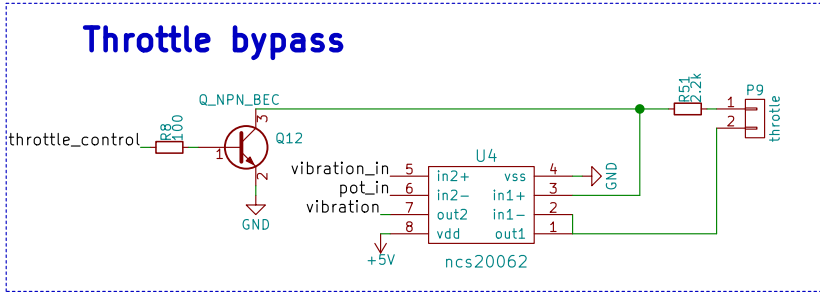 Throttle bypass
Q_NPN_BEC
R51
2.2k
P9
3
1
throttle
2
throttle_control
R8
100
1
Q12
2
GND
U4
vibration_in
5
in2+
vss
4
GND
pot_in
6
in2-
in1+
3
vibration
7
out2
in1-
2
8
vdd
out1
1
+5V
ncs20062